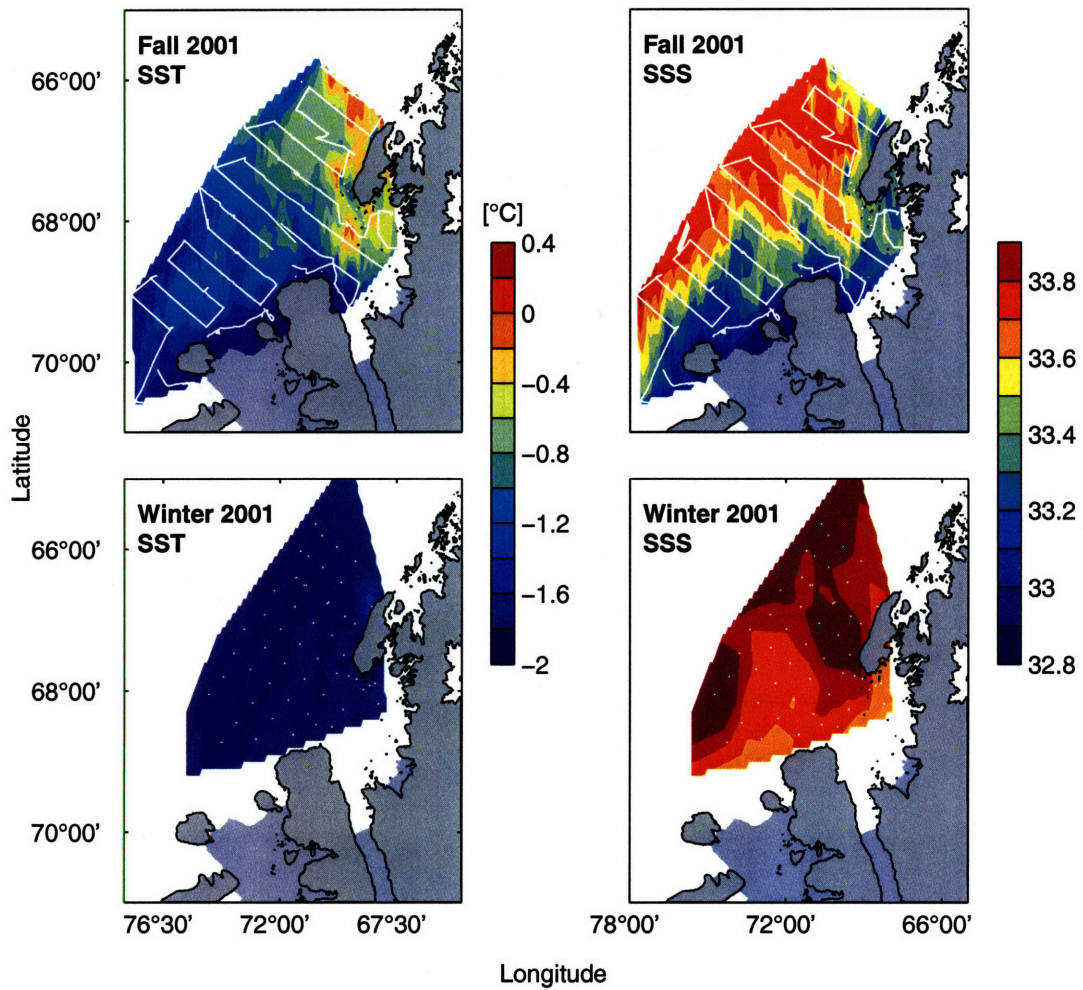 Fall 2001
SST
66°00'
68°00'
70°00'
[°C]
0.4
0
−0.4
−0.8
−1.2
−1.6
−2
Fall 2001
SSS
33.8
33.6
33.4
33.2
33
32.8
Latitude
Winter 2001
SST
66°00'
68°00'
70°00'
76°30'
72°00'
67°30'
Winter 2001
SSS
78°00'
72°00'
66°00'
Longitude